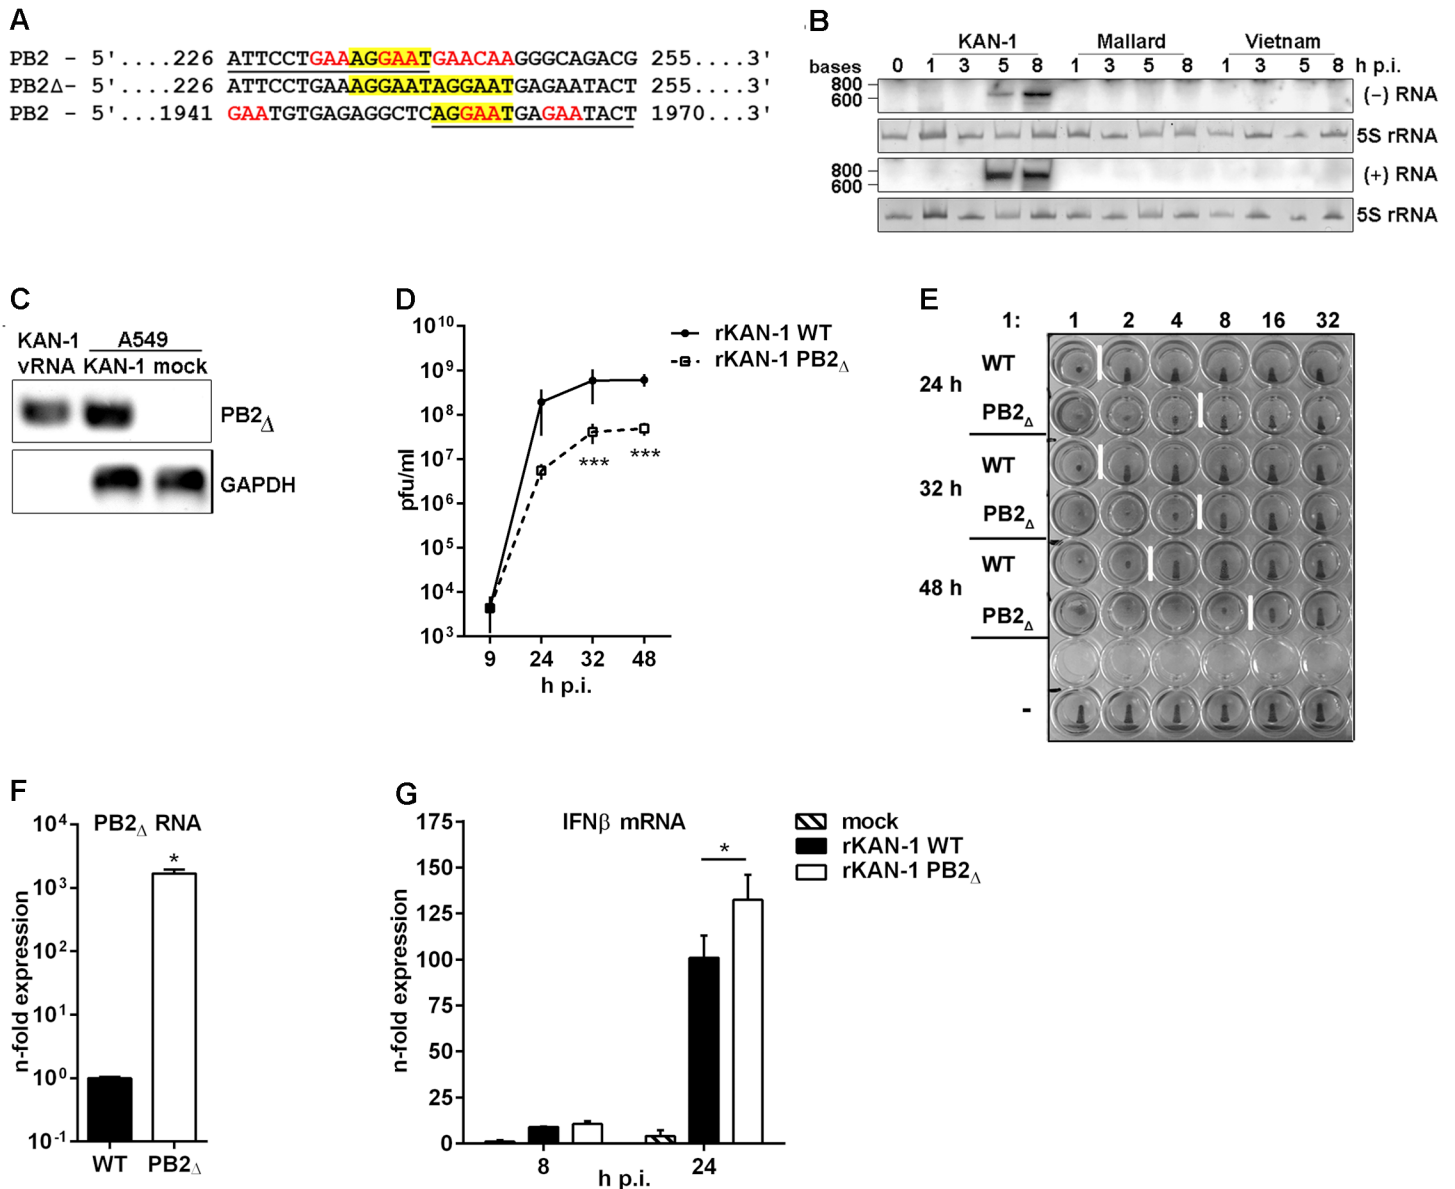 A
PB2 - 5'....226 ATTCCTGAAAGGAATGAACAAGGGCAGACG 255....3'
PB2Δ- 5'....226 ATTCCTGAAAGGAATAGGAATGAGAATACT
PB2 - 5'...1941 GAATGTGAGAGGCTCAGGAATGAGAATACT 1970...3'
B
KAN-1 Mallard Vietnam
bases 0 1 3 5 8 1 3 5 8 1 3 5 8 h p.i.
800
600
(−) RNA
5S rRNA
800
600
(+) RNA
5S rRNA
C
KAN-1 A549
vRNA KAN-1 mock
PB2Δ
GAPDH
D
rKAN-1 WT
rKAN-1 PB2Δ
pfu/ml
10^10
10^9
10^8
10^7
10^6
10^5
10^4
10^3
*** ***
9 24 32 48
h p.i.
E
1: 1 2 4 8 16 32
24 h
WT
PB2Δ
32 h
WT
PB2Δ
48 h
WT
PB2Δ
-
F
PB2Δ RNA
n-fold expression
10^4
10^3
10^2
10^1
10^0
10^-1
*
WT PB2Δ
G
IFNβ mRNA
mock
rKAN-1 WT
rKAN-1 PB2Δ
n-fold expression
175
150
125
100
75
50
25
0
*
8 24
h p.i.